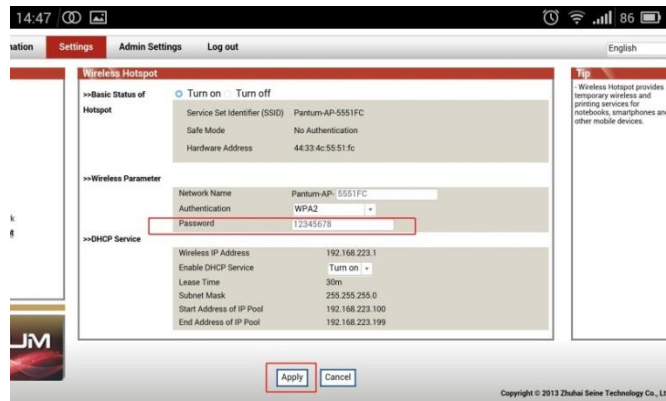 14:47 86
Settings Admin Settings Log out English
Wireless Hotspot
>>Basic Status of Hotspot
Turn on Turn off
Service Set Identifier (SSID) Pantum-AP-5551FC
Safe Mode No Authentication
Hardware Address 44:33:4c:55:51:fc
>>Wireless Parameter
Network Name Pantum-AP- 5551FC
Authentication WPA2
Password 12345678
>>DHCP Service
Wireless IP Address 192.168.223.1
Enable DHCP Service Turn on
Lease Time 30m
Subnet Mask 255.255.255.0
Start Address of IP Pool 192.168.223.100
End Address of IP Pool 192.168.223.199
Apply Cancel
Tip
- Wireless Hotspot provides
temporary wireless and
printing services for
notebooks, smartphones an
other mobile devices.
Copyright © 2013 Zhuhai Seine Technology Co., Lt